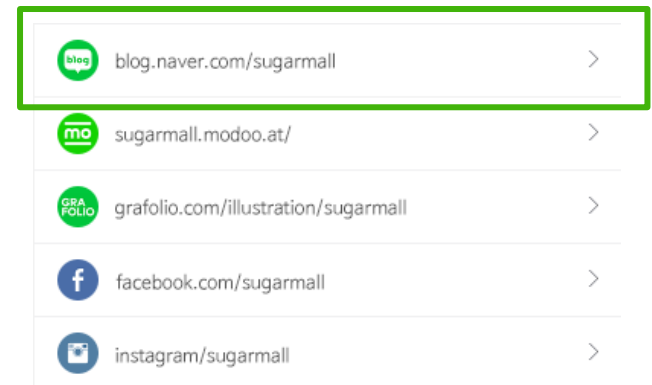 blog
blog.naver.com/sugarmall
mo
sugarmall.modoo.at/
GRA
FOLIO
grafolio.com/illustration/sugarmall
f
facebook.com/sugarmall
instagram/sugarmall